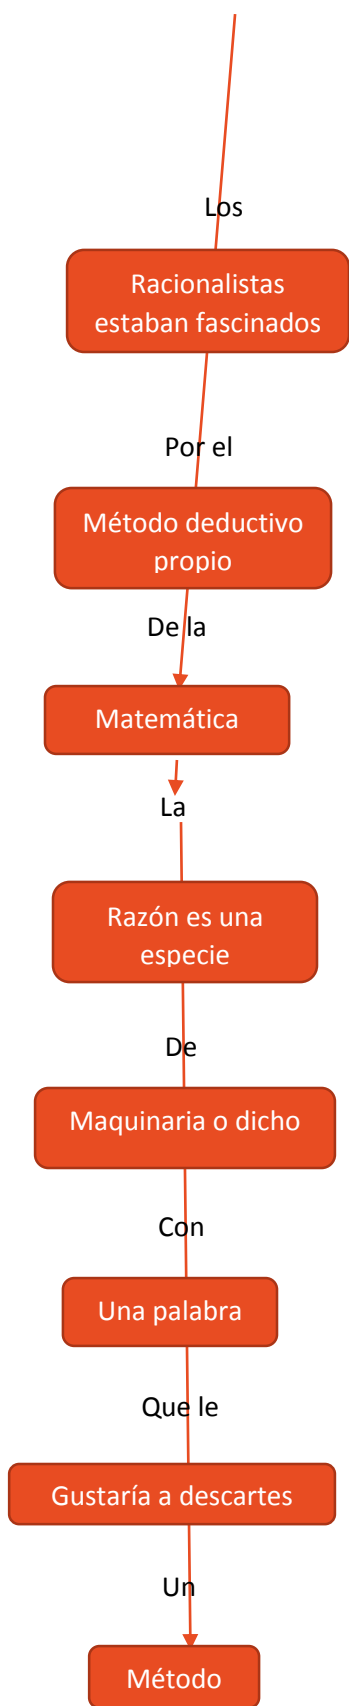 Los
Racionalistas
estaban fascinados
Por el
Método deductivo
propio
De la
Matemática
La
Razón es una
especie
De
Maquinaria o dicho
Con
Una palabra
Que le
Gustaría a descartes
Un
Método